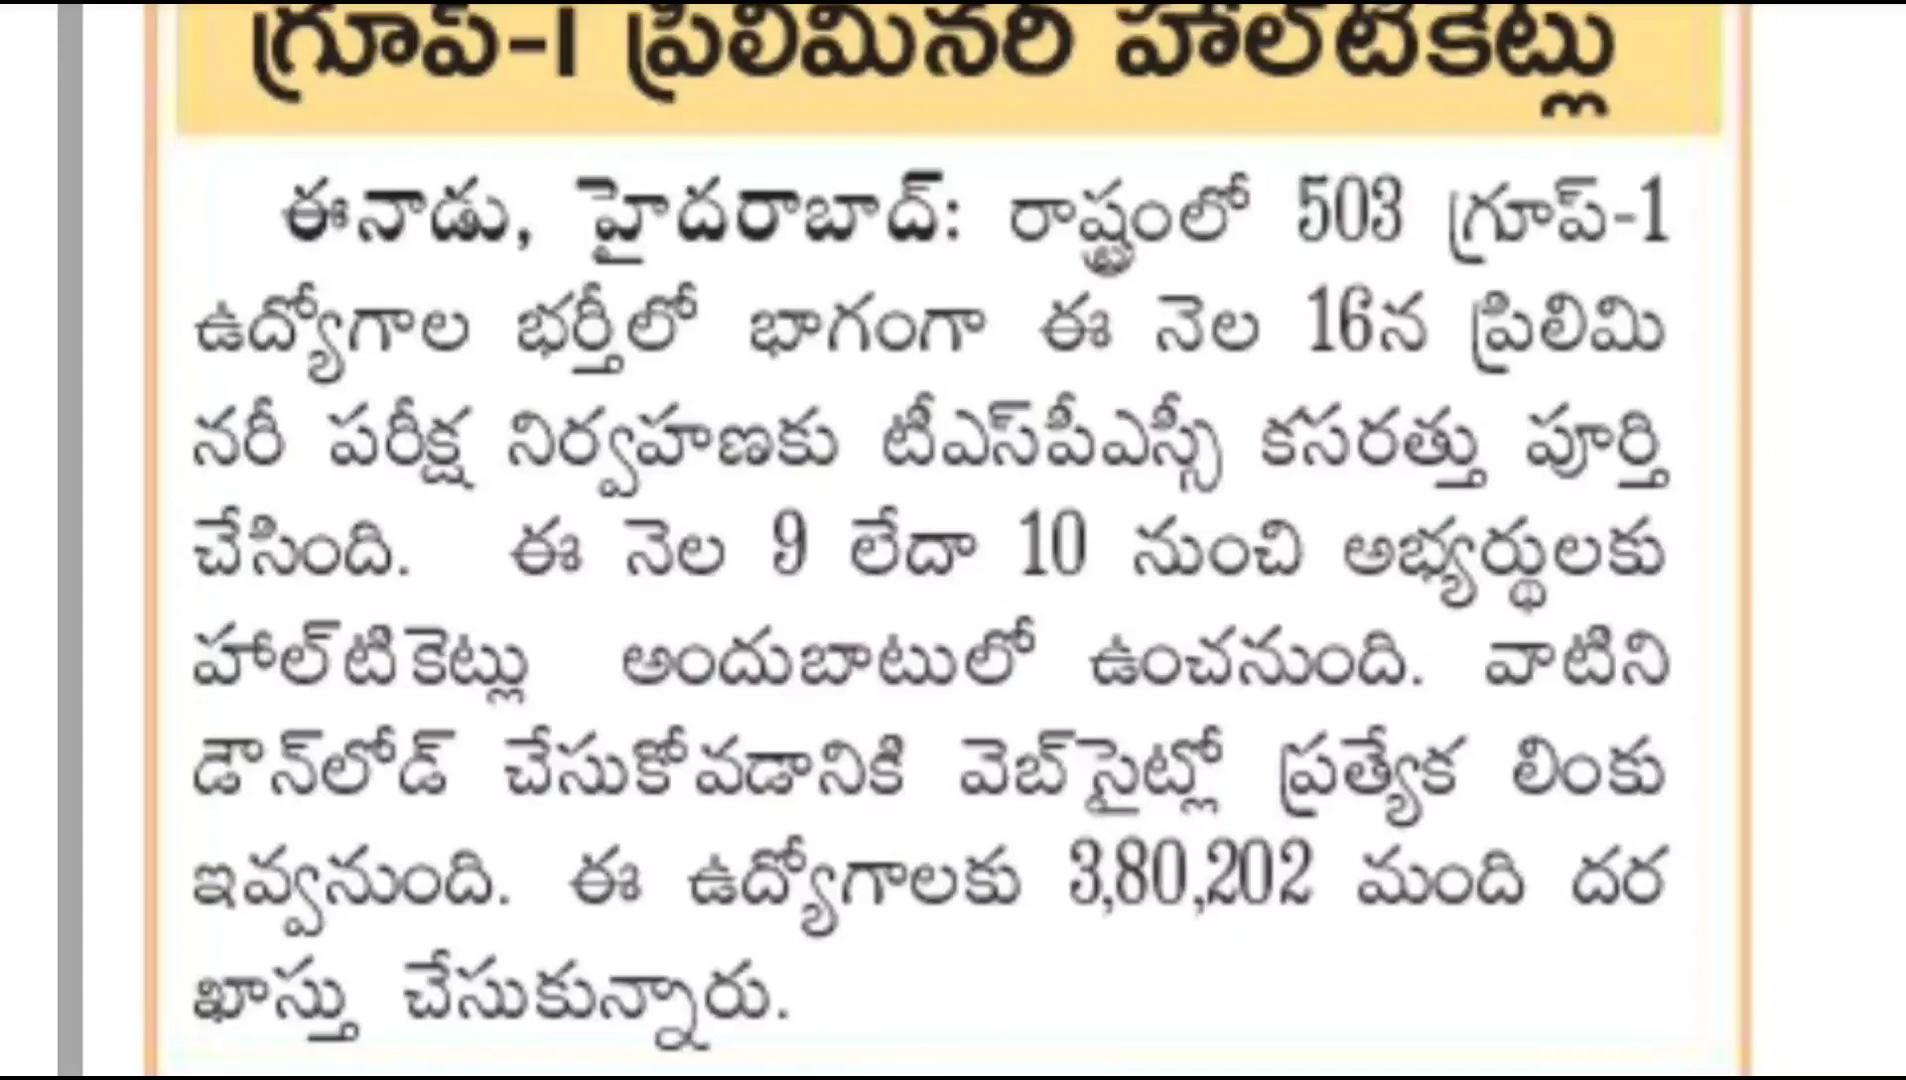 గ్రూప్-I ప్రిలిమినరీ హాల్‌టికెట్లు
ఈనాడు, హైదరాబాద్: రాష్ట్రంలో 503 గ్రూప్-1
ఉద్యోగాల భర్తీలో భాగంగా ఈ నెల 16న ప్రిలిమి
నరీ పరీక్ష నిర్వహణకు టీఎస్‌పీఎస్సీ కసరత్తు పూర్తి
చేసింది. ఈ నెల 9 లేదా 10 నుంచి అభ్యర్థులకు
హాల్‌టికెట్లు అందుబాటులో ఉంచనుంది. వాటిని
డౌన్‌లోడ్ చేసుకోవడానికి వెబ్‌సైట్లో ప్రత్యేక లింకు
ఇవ్వనుంది. ఈ ఉద్యోగాలకు 3,80,202 మంది దర
ఖాస్తు చేసుకున్నారు.